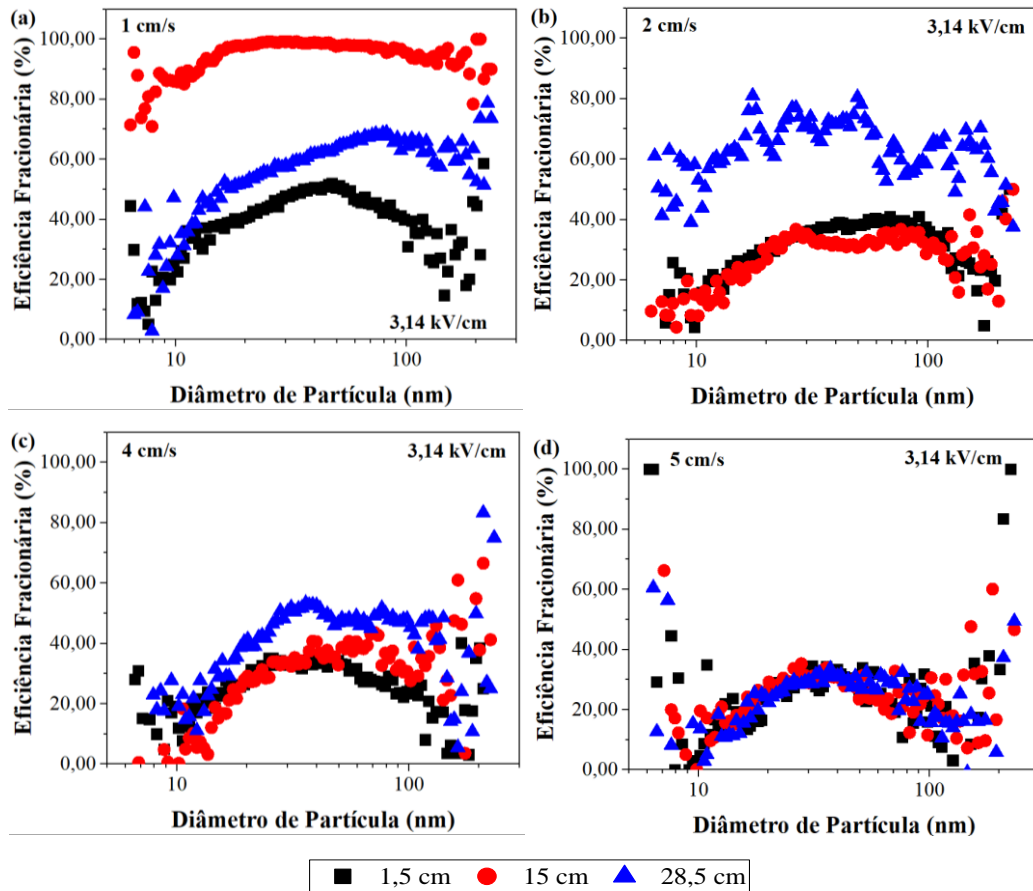 (a)
1 cm/s
100,00
80,00
60,00
40,00
20,00
0,00
Eficiência Fracionária (%)
3,14 kV/cm
10
100
Diâmetro de Partícula (nm)
(b)
2 cm/s
3,14 kV/cm
100,00
80,00
60,00
40,00
20,00
0,00
Eficiência Fracionária (%)
10
100
Diâmetro de Partícula (nm)
(c)
4 cm/s
3,14 kV/cm
100,00
80,00
60,00
40,00
20,00
0,00
Eficiência Fracionária (%)
10
100
Diâmetro de Partícula (nm)
(d)
5 cm/s
3,14 kV/cm
100,00
80,00
60,00
40,00
20,00
0,00
Eficiência Fracionária (%)
10
100
Diâmetro de Partícula (nm)
1,5 cm 15 cm 28,5 cm